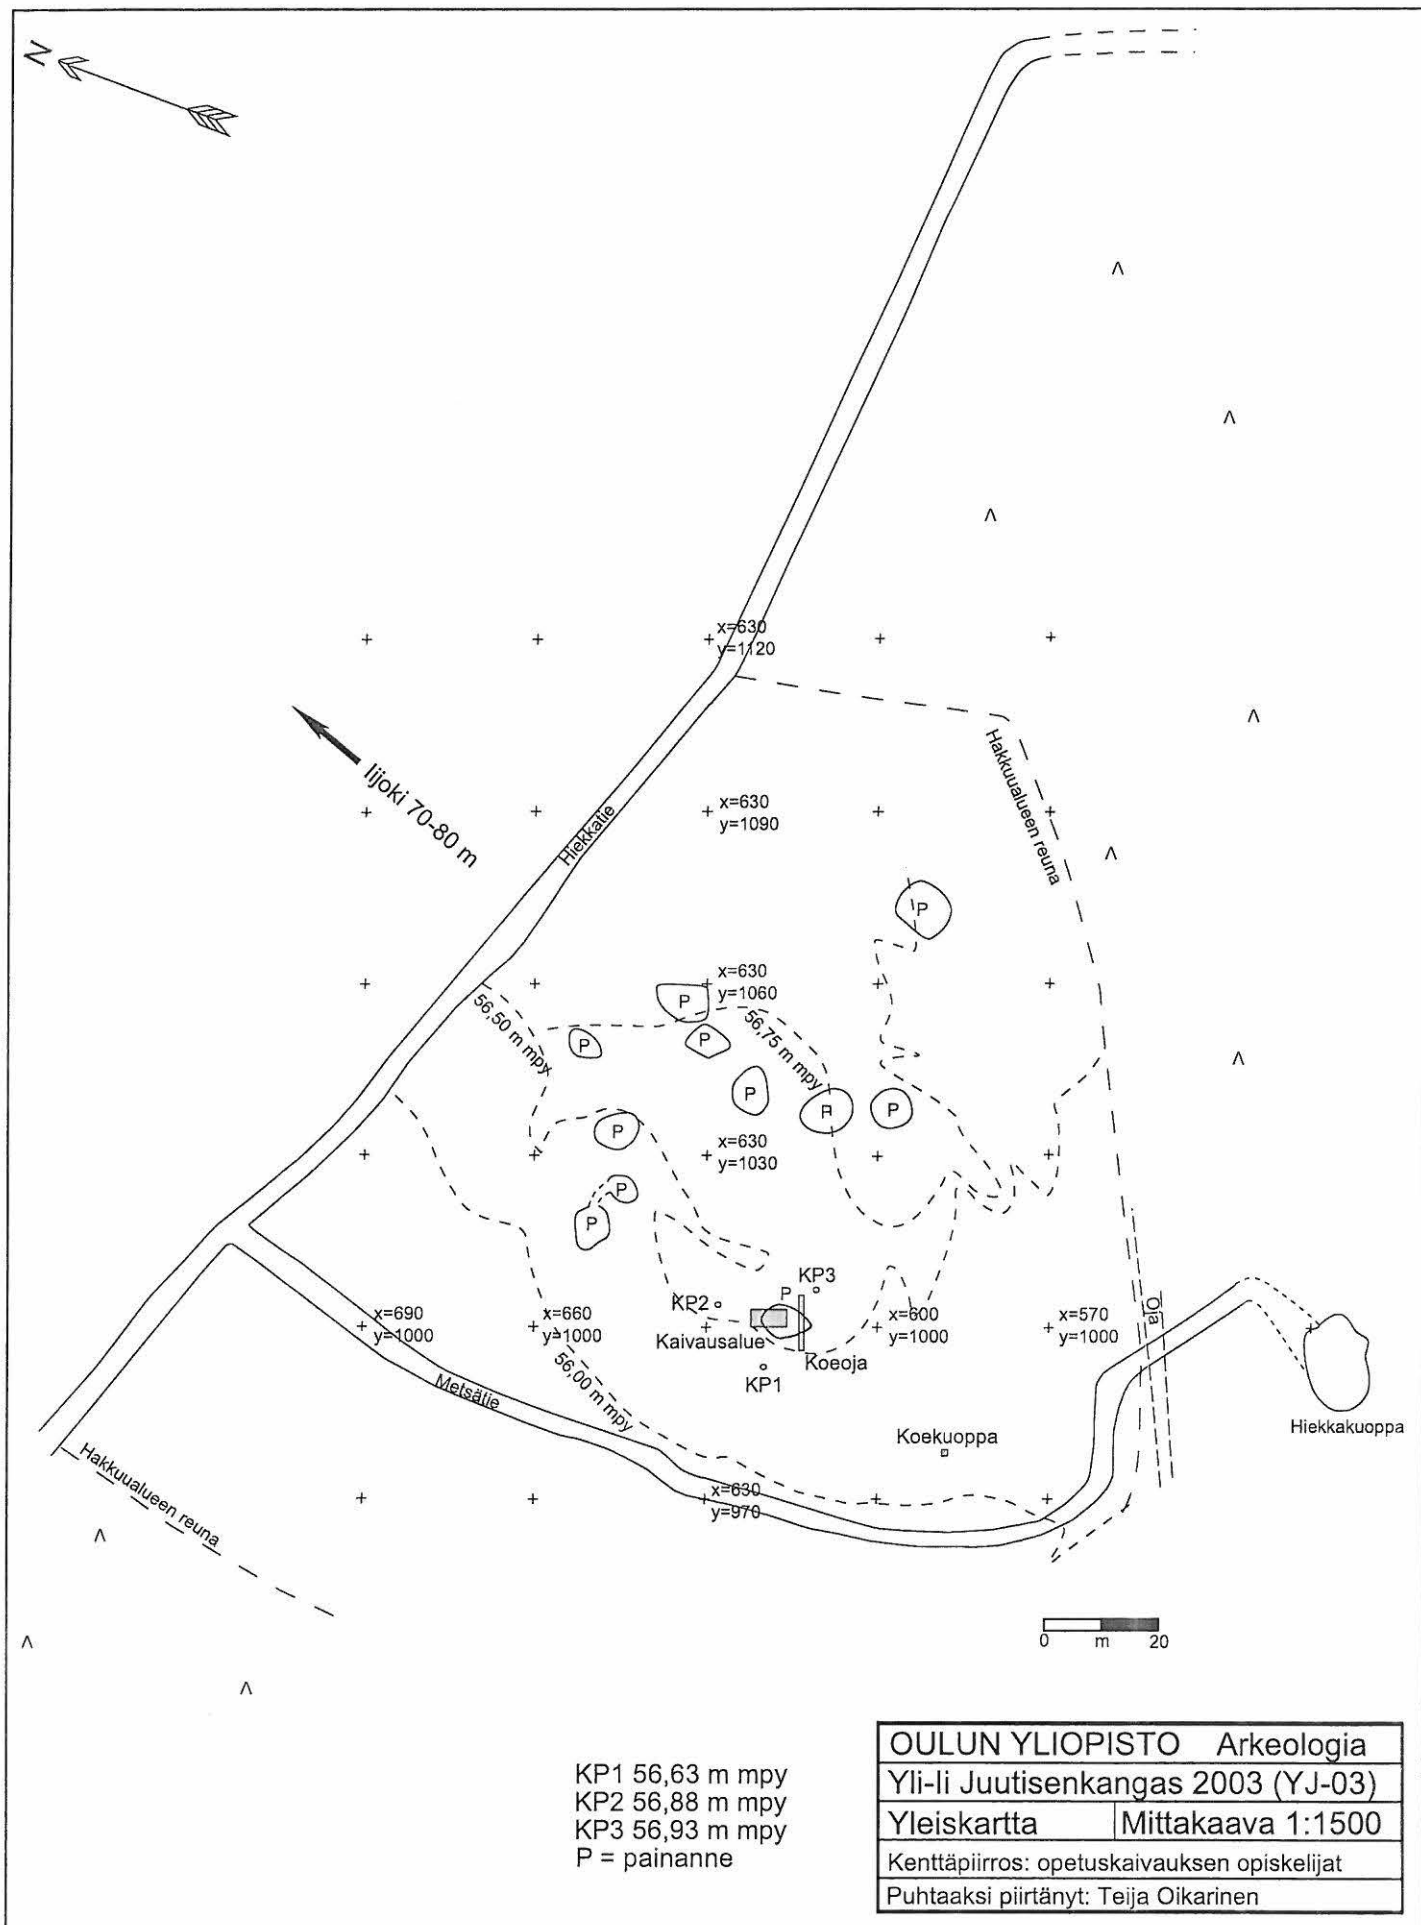 N
x=630
y=1120
Iijoki 70-80 m
Hakkuualueen reuna
x=630
y=1090
Hiekkatie
P
x=630
y=1060
P
56,50 m mpy
56,75 m mpy
P
P
P
P
P
P
x=630
y=1030
P
P
KP3
P
KP2
Oja
x=690
y=1000
x=660
y=1000
x=600
y=1000
x=570
y=1000
Kaivausalue
Koeoja
KP1
56,00 m mpy
Metsätie
Hiekkakuoppa
Koekuoppa
Hakkuualueen reuna
x=630
y=970
0 m 20
KP1 56,63 m mpy
KP2 56,88 m mpy
KP3 56,93 m mpy
P = painanne
OULUN YLIOPISTO Arkeologia
Yli-Ii Juutisenkangas 2003 (YJ-03)
Yleiskartta Mittakaava 1:1500
Kenttäpiirros: opetuskaivauksen opiskelijat
Puhtaaksi piirtänyt: Teija Oikarinen